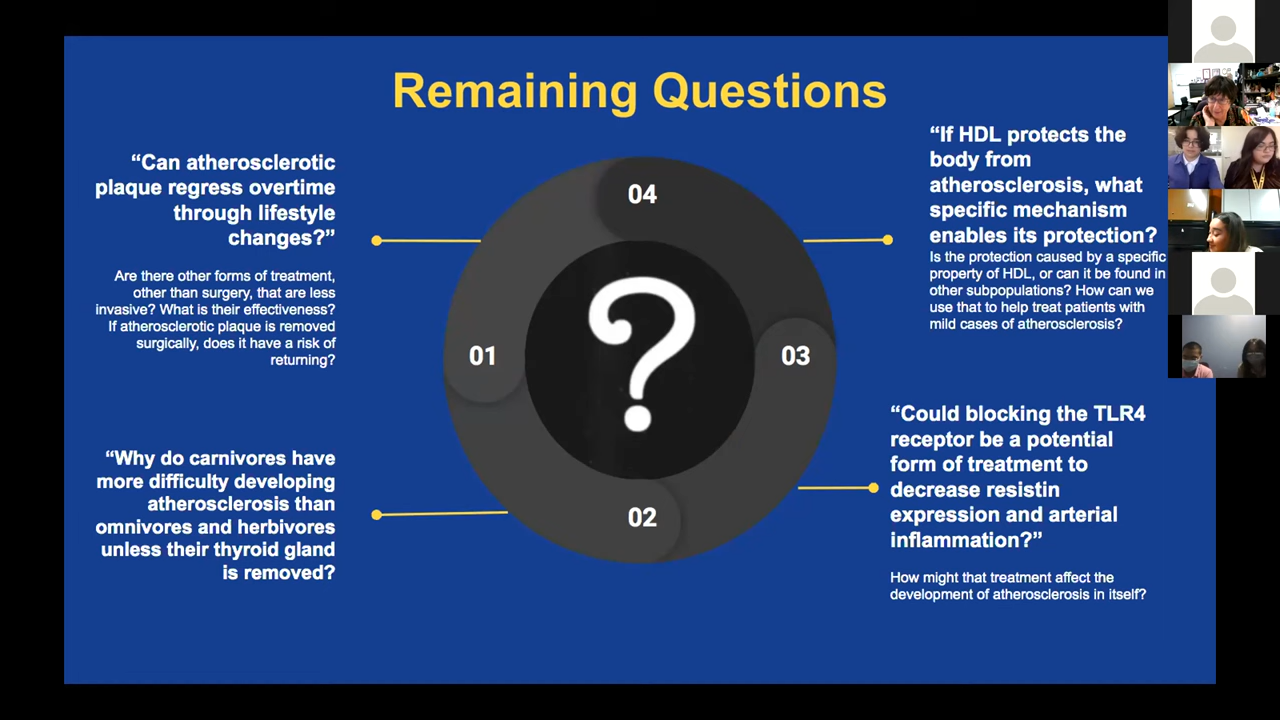 Remaining Questions
“Can atherosclerotic
plaque regress overtime
through lifestyle
changes?”
Are there other forms of treatment,
other than surgery, that are less
invasive? What is their effectiveness?
If atherosclerotic plaque is removed
surgically, does it have a risk of
returning?
“Why do carnivores have
more difficulty developing
atherosclerosis than
omnivores and herbivores
unless their thyroid gland
is removed?
04
01
03
02
“If HDL protects the
body from
atherosclerosis, what
specific mechanism
enables its protection?
Is the protection caused by a specific
property of HDL, or can it be found in
other subpopulations? How can we
use that to help treat patients with
mild cases of atherosclerosis?
“Could blocking the TLR4
receptor be a potential
form of treatment to
decrease resistin
expression and arterial
inflammation?”
How might that treatment affect the
development of atherosclerosis in itself?